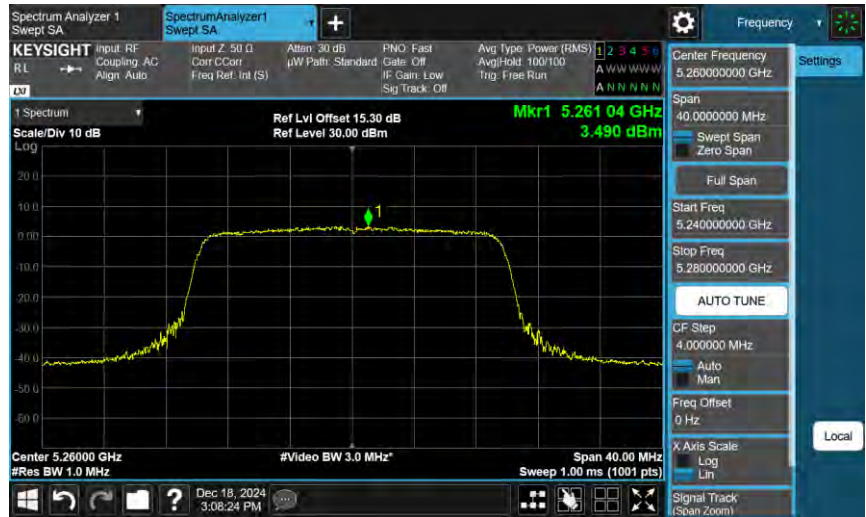 Spectrum Analyzer 1
Swept SA
SpectrumAnalyzer1
Swept SA
Frequency
KEYSIGHT
RL
LXI
Input: RF
Coupling: AC
Align: Auto
Input Z: 50 Ω
Corr CCorr
Freq Ref: Int (S)
Atten: 30 dB
µW Path: Standard
PNO: Fast
Gate: Off
IF Gain: Low
Sig Track: Off
Avg Type: Power (RMS)
Avg|Hold: 100/100
Trig: Free Run
1 2 3 4 5 6
A W W W W W
A N N N N N
1 Spectrum
Scale/Div 10 dB
Log
Ref Lvl Offset 15.30 dB
Ref Level 30.00 dBm
Mkr1 5.261 04 GHz
3.490 dBm
20.0
10.0
0.00
-10.0
-20.0
-30.0
-40.0
-50.0
-60.0
1
Center 5.26000 GHz
#Res BW 1.0 MHz
#Video BW 3.0 MHz*
Span 40.00 MHz
Sweep 1.00 ms (1001 pts)
Dec 18, 2024
3:08:24 PM
?
Center Frequency
5.260000000 GHz
Settings
Span
40.0000000 MHz
Swept Span
Zero Span
Full Span
Start Freq
5.240000000 GHz
Stop Freq
5.280000000 GHz
AUTO TUNE
CF Step
4.000000 MHz
Auto
Man
Freq Offset
0 Hz
Local
X Axis Scale
Log
Lin
Signal Track
(Span Zoom)